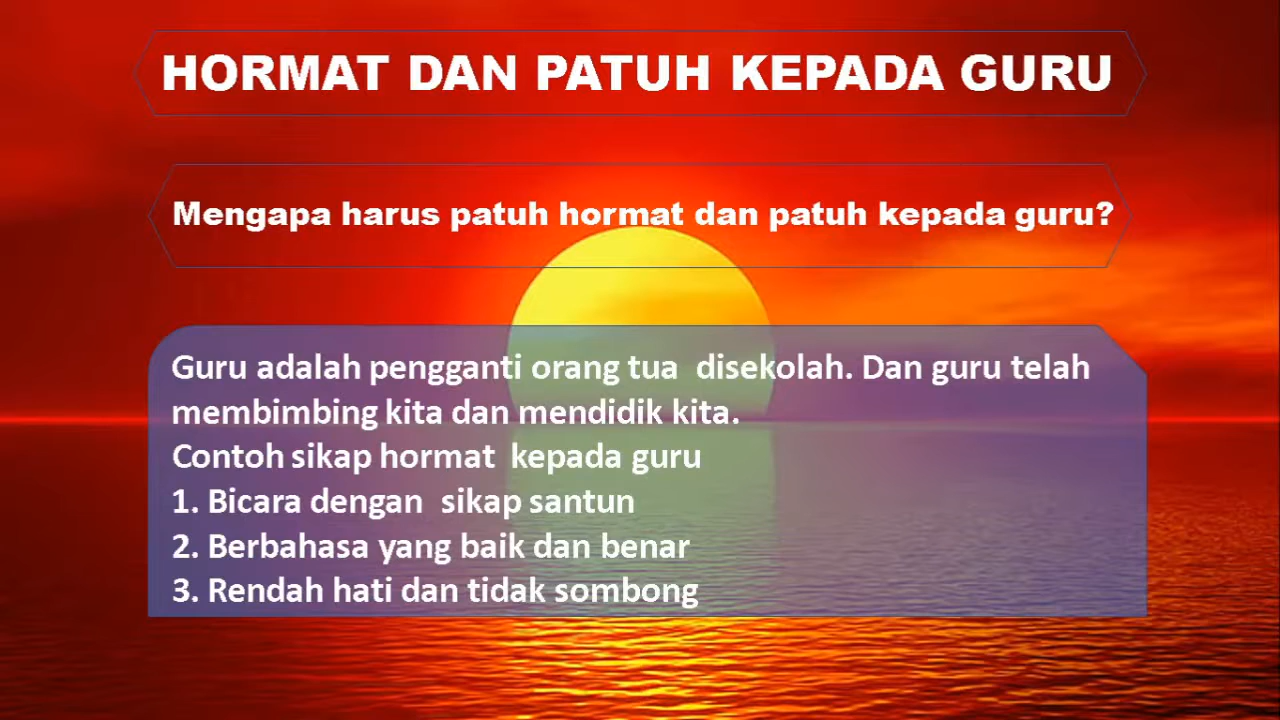 HORMAT DAN PATUH KEPADA GURU
Mengapa harus patuh hormat dan patuh kepada guru?
Guru adalah pengganti orang tua  disekolah. Dan guru telah
membimbing kita dan mendidik kita.
Contoh sikap hormat  kepada guru
1. Bicara dengan  sikap santun
2. Berbahasa yang baik dan benar
3. Rendah hati dan tidak sombong